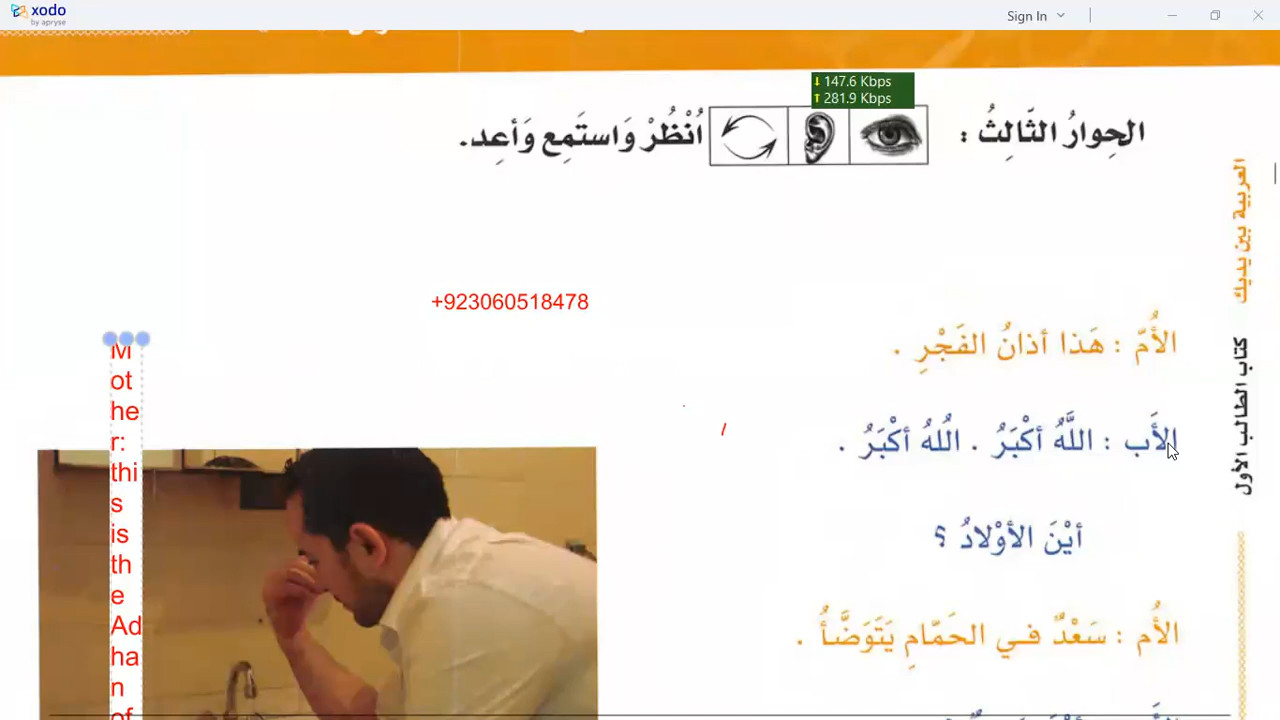 xodo
by apryse
Sign In
147.6 Kbps
281.9 Kbps
الحِوارُ الثّالِثُ : اُنْظُرْ وَاستَمِع وَأعِد.
+923060518478
الأُمّ : هَذا أذانُ الفَجْرِ .
الأَب : اللَّهُ أكْبَرُ . اللهُ أكْبَرُ .
أيْنَ الأوْلادُ ؟
الأُم : سَعْدٌ في الحَمّامِ يَتَوَضَّأُ .
M
ot
he
r:
thi
s
is
th
e
Ad
ha
n
of
العربية بين يديك
كتاب الطالب الأول